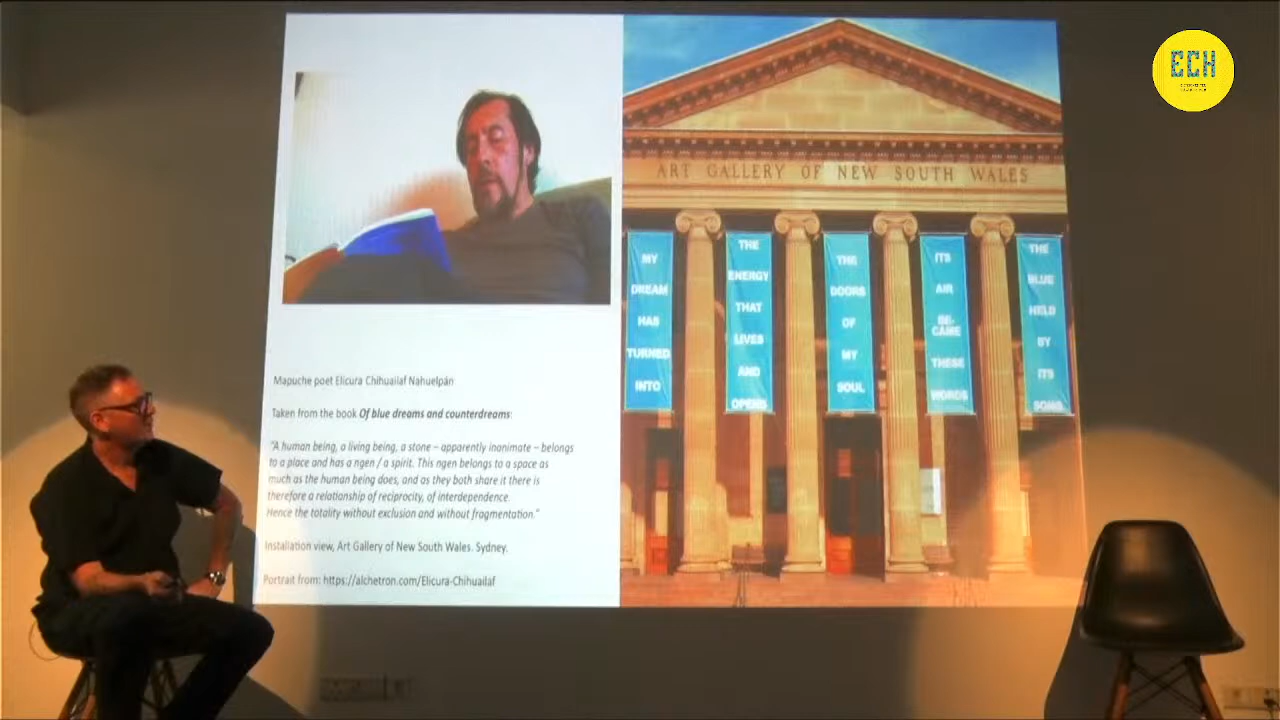 Mapuche poet Elicura Chihuailaf Nahuelpán
Taken from the book Of blue dreams and counterdreams:
"A human being, a living being, a stone – apparently inanimate – belongs
to a place and has a ngen / a spirit. This ngen belongs to a space as
much as the human being does, and as they both share it there is
therefore a relationship of reciprocity, of interdependence.
Hence the totality without exclusion and without fragmentation."
Installation view, Art Gallery of New South Wales. Sydney.
Portrait from: https://alchetron.com/Elicura-Chihuailaf
ART GALLERY OF NEW SOUTH WALES
MY
DREAM
HAS
TURNED
INTO
THE
ENERGY
THAT
LIVES
AND
OPENS
THE
DOORS
OF
MY
SOUL
ITS
AIR
BE-
CAME
THESE
WORDS
THE
BLUE
HELD
BY
ITS
SONG
ECH